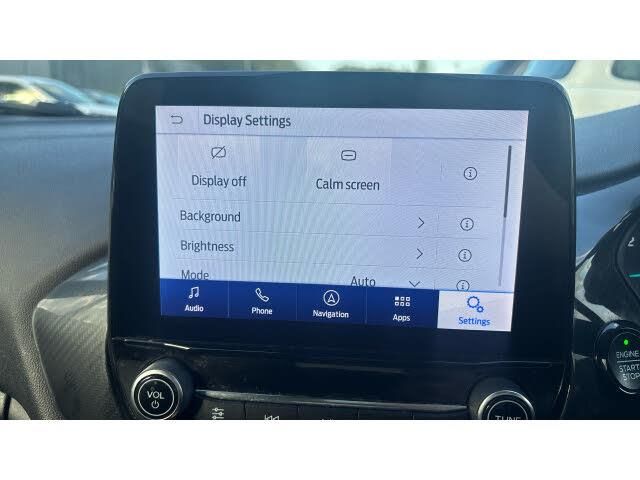 Display Settings
Display off
Calm screen
Background
Brightness
Mode Auto
Audio
Phone
Navigation
Apps
Settings
VOL
TUNE
ENGINE
START
STOP